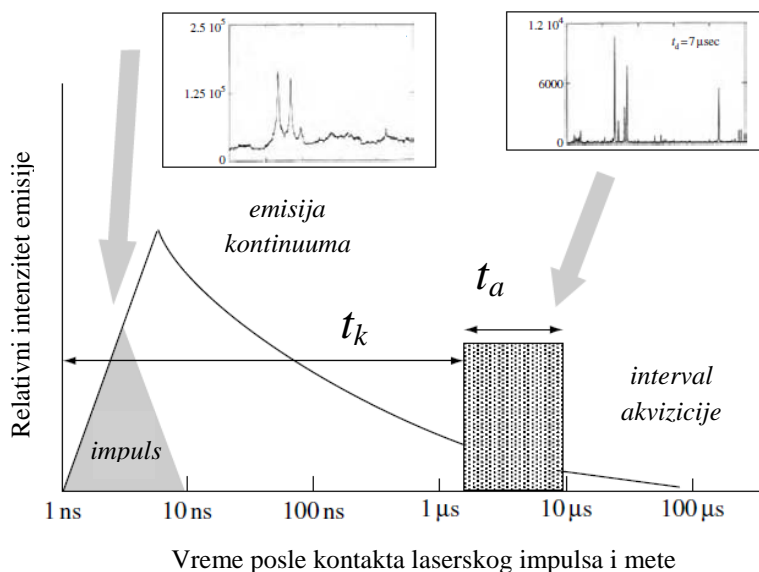 2.5 10⁵
1.25 10⁵
0
1.2 10⁴
6000
0
t_d = 7 µsec
Relativni intenzitet emisije
emisija
kontinuuma
t_a
t_k
interval
akvizicije
impuls
1 ns
10 ns
100 ns
1 µs
10 µs
100 µs
Vreme posle kontakta laserskog impulsa i mete